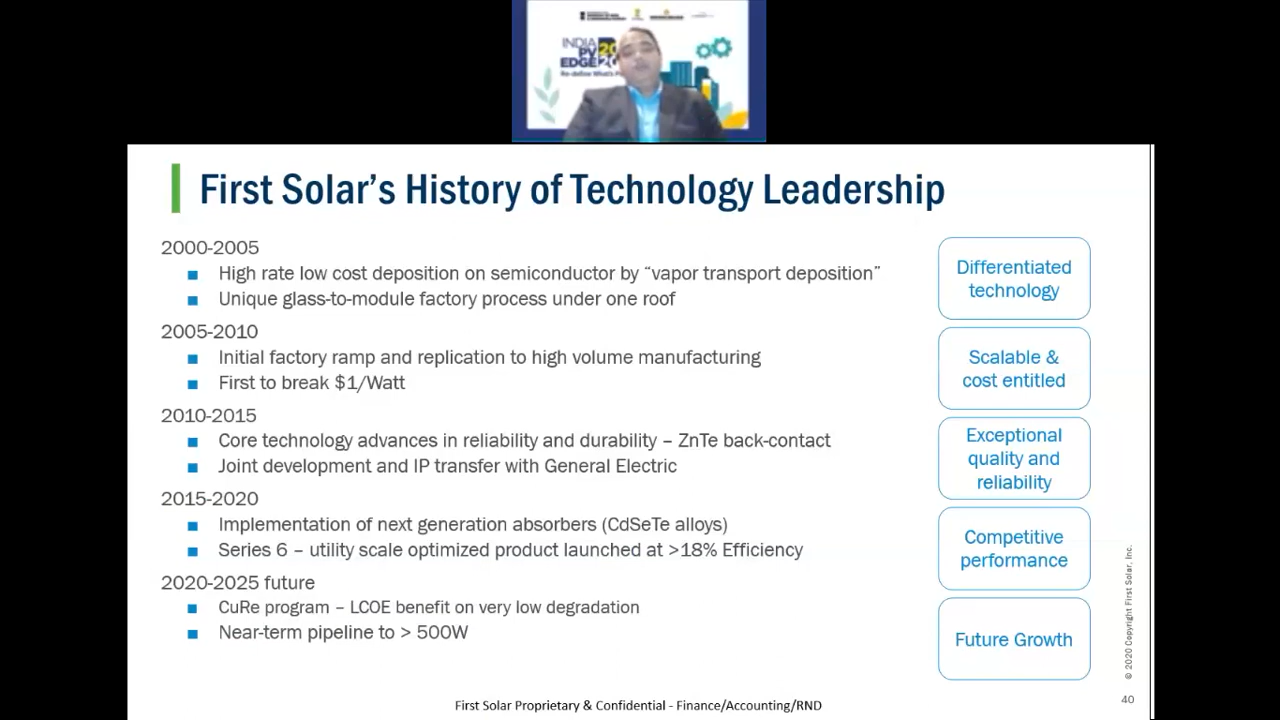 INDIA
PV
EDGE
First Solar’s History of Technology Leadership
2000-2005
■ High rate low cost deposition on semiconductor by “vapor transport deposition”
■ Unique glass-to-module factory process under one roof
2005-2010
■ Initial factory ramp and replication to high volume manufacturing
■ First to break $1/Watt
2010-2015
■ Core technology advances in reliability and durability – ZnTe back-contact
■ Joint development and IP transfer with General Electric
2015-2020
■ Implementation of next generation absorbers (CdSeTe alloys)
■ Series 6 – utility scale optimized product launched at >18% Efficiency
2020-2025 future
■ CuRe program – LCOE benefit on very low degradation
■ Near-term pipeline to > 500W
Differentiated
technology
Scalable &
cost entitled
Exceptional
quality and
reliability
Competitive
performance
Future Growth
© 2020 Copyright First Solar, Inc.
40
First Solar Proprietary & Confidential - Finance/Accounting/RND